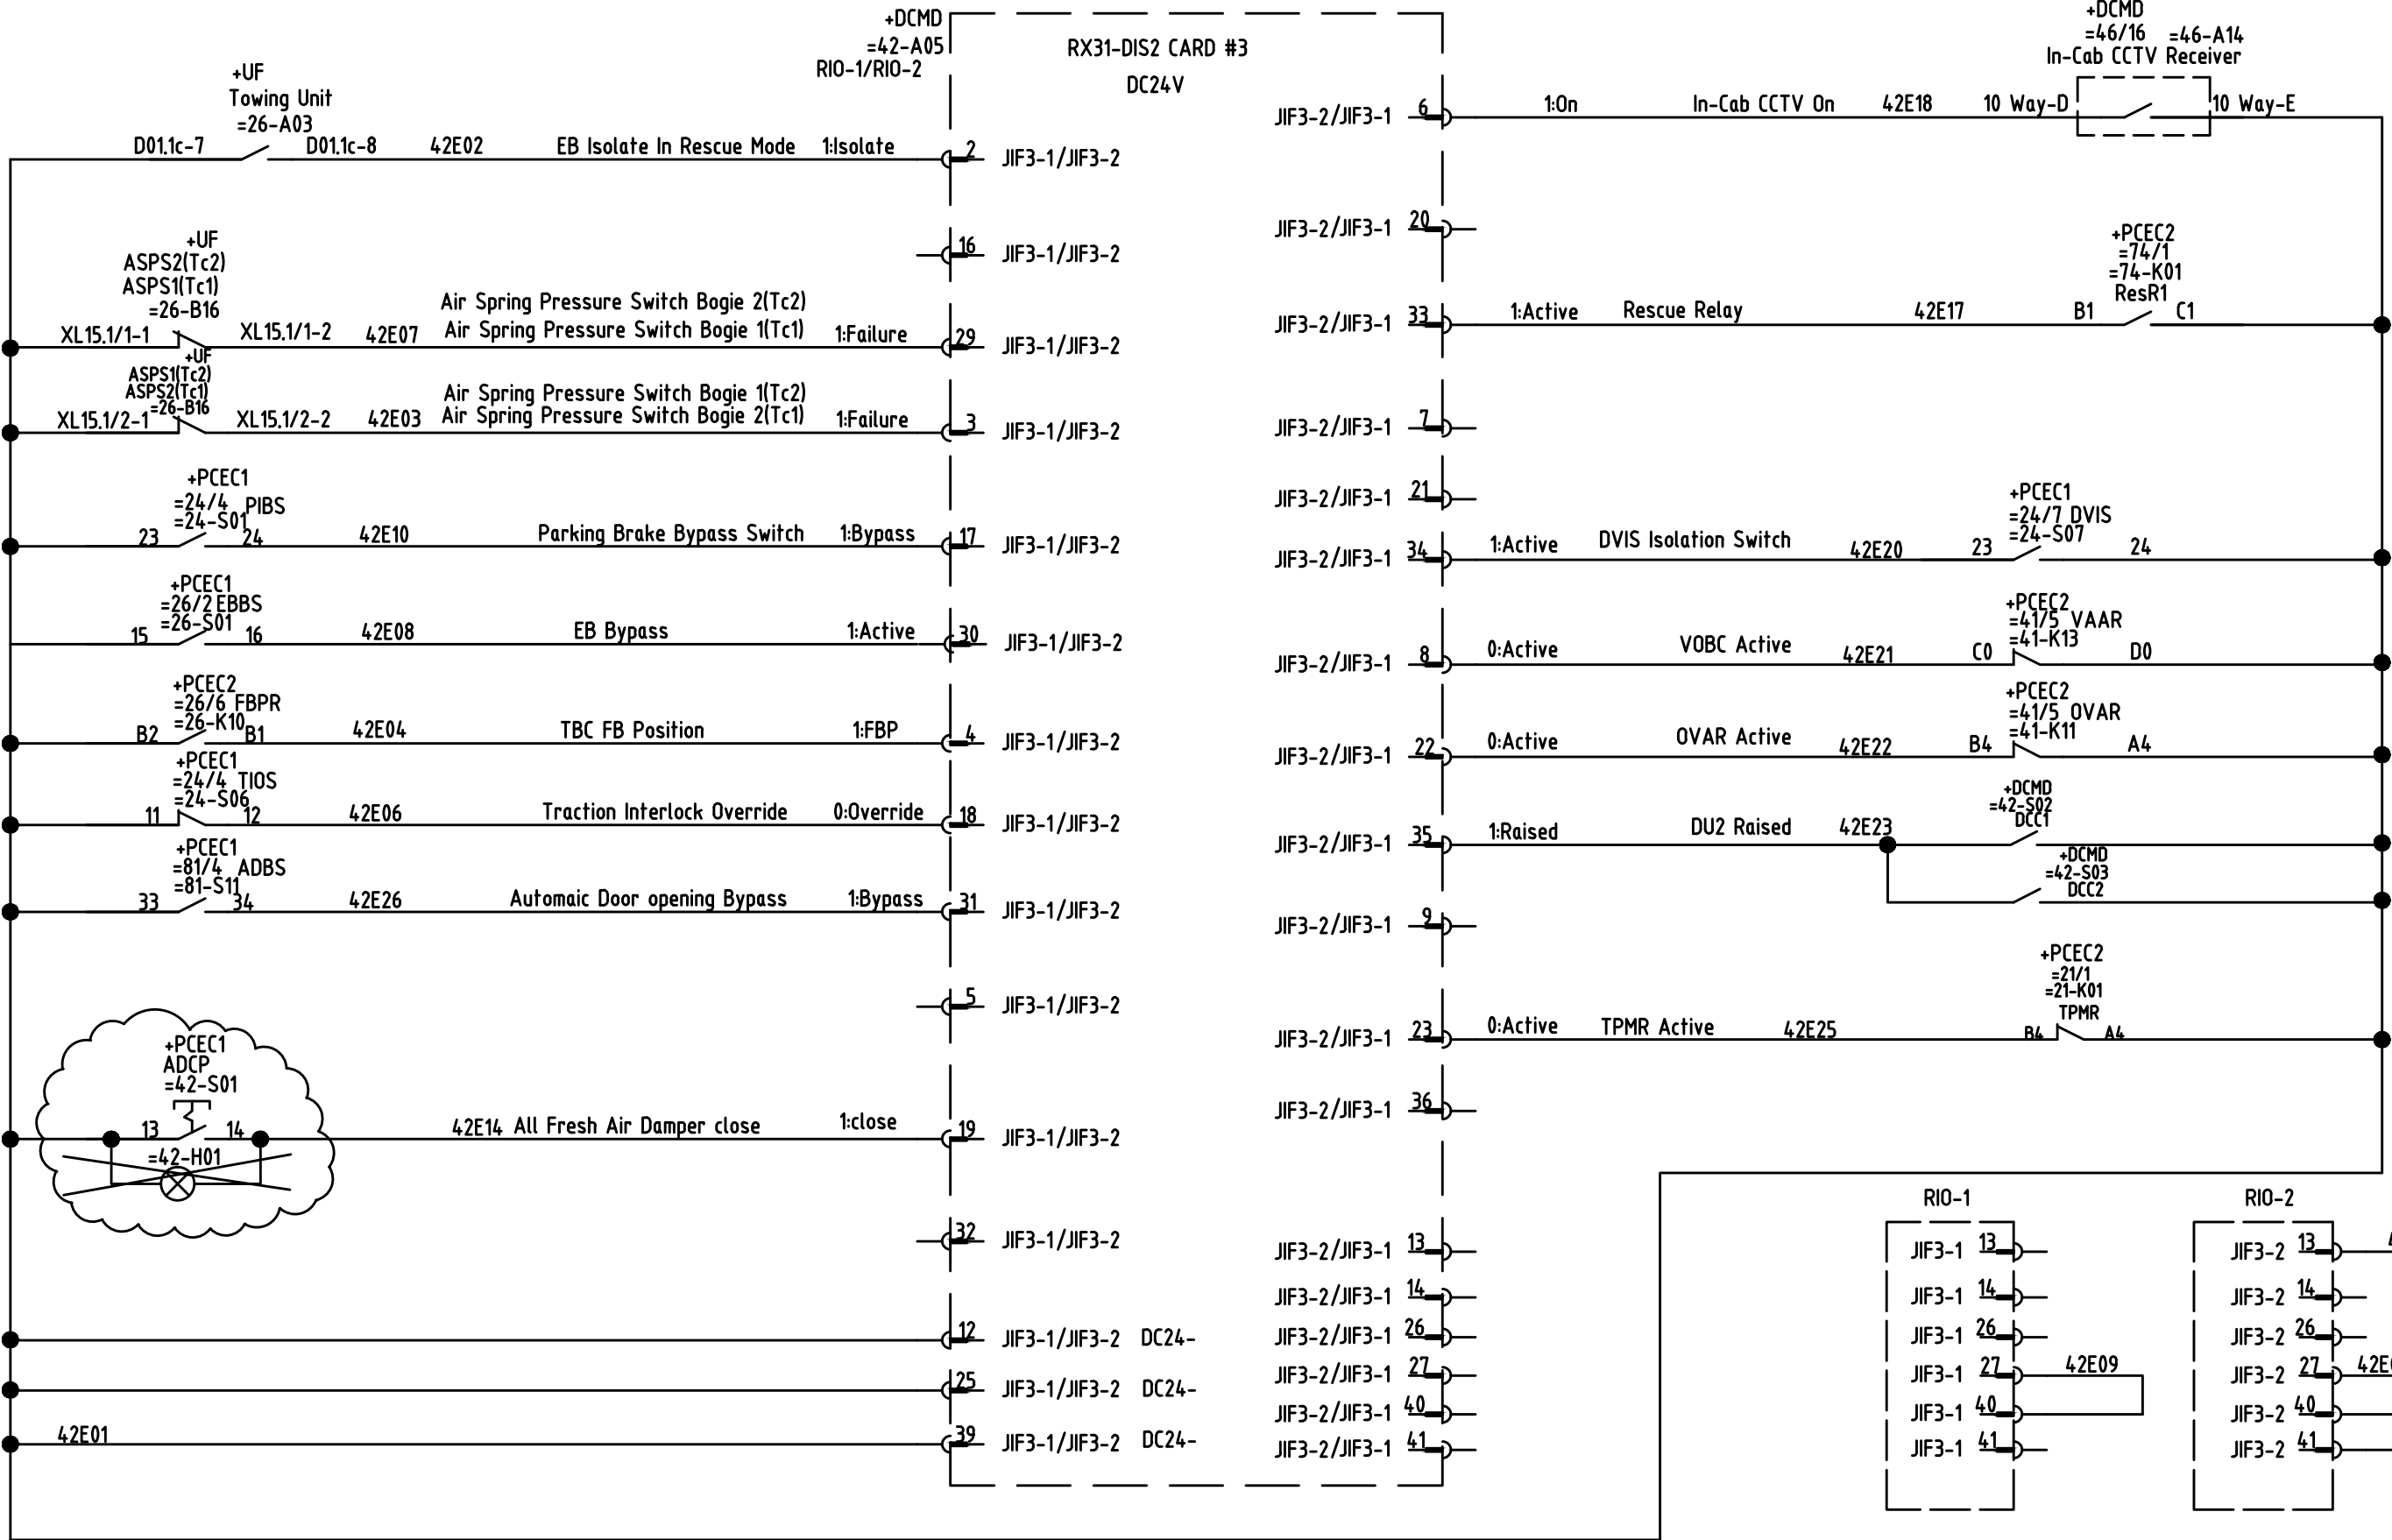 +DCMD
=42-A05
RIO-1/RIO-2
RX31-DIS2 CARD #3
DC24V
+UF
Towing Unit
=26-A03
D01.1c-7
D01.1c-8
42E02
EB Isolate In Rescue Mode
1:Isolate
2
JIF3-1/JIF3-2
16
JIF3-1/JIF3-2
+UF
ASPS2(Tc2)
ASPS1(Tc1)
=26-B16
XL15.1/1-1
XL15.1/1-2
42E07
Air Spring Pressure Switch Bogie 2(Tc2)
Air Spring Pressure Switch Bogie 1(Tc1)
1:Failure
29
JIF3-1/JIF3-2
+UF
ASPS1(Tc2)
ASPS2(Tc1)
=26-B16
XL15.1/2-1
XL15.1/2-2
42E03
Air Spring Pressure Switch Bogie 1(Tc2)
Air Spring Pressure Switch Bogie 2(Tc1)
1:Failure
3
JIF3-1/JIF3-2
+PCEC1
=24/4 PIBS
=24-S01
23
24
42E10
Parking Brake Bypass Switch
1:Bypass
17
JIF3-1/JIF3-2
+PCEC1
=26/2 EBBS
=26-S01
15
16
42E08
EB Bypass
1:Active
30
JIF3-1/JIF3-2
+PCEC2
=26/6 FBPR
=26-K10
B2
B1
42E04
TBC FB Position
1:FBP
4
JIF3-1/JIF3-2
+PCEC1
=24/4 TIOS
=24-S06
11
12
42E06
Traction Interlock Override
0:Override
18
JIF3-1/JIF3-2
+PCEC1
=81/4 ADBS
=81-S11
33
34
42E26
Automaic Door opening Bypass
1:Bypass
31
JIF3-1/JIF3-2
5
JIF3-1/JIF3-2
+PCEC1
ADCP
=42-S01
13
14
=42-H01
42E14 All Fresh Air Damper close
1:close
19
JIF3-1/JIF3-2
32
JIF3-1/JIF3-2
12
JIF3-1/JIF3-2 DC24-
25
JIF3-1/JIF3-2 DC24-
42E01
39
JIF3-1/JIF3-2 DC24-
+DCMD
=46/16 =46-A14
In-Cab CCTV Receiver
JIF3-2/JIF3-1
6
1:On
In-Cab CCTV On
42E18
10 Way-D
10 Way-E
JIF3-2/JIF3-1
20
+PCEC2
=74/1
=74-K01
ResR1
JIF3-2/JIF3-1
33
1:Active
Rescue Relay
42E17
B1
C1
JIF3-2/JIF3-1
7
JIF3-2/JIF3-1
21
+PCEC1
=24/7 DVIS
=24-S07
JIF3-2/JIF3-1
34
1:Active
DVIS Isolation Switch
42E20
23
24
+PCEC2
=41/5 VAAR
=41-K13
JIF3-2/JIF3-1
8
0:Active
VOBC Active
42E21
C0
D0
+PCEC2
=41/5 OVAR
=41-K11
JIF3-2/JIF3-1
22
0:Active
OVAR Active
42E22
B4
A4
+DCMD
=42-S02
DCC1
JIF3-2/JIF3-1
35
1:Raised
DU2 Raised
42E23
+DCMD
=42-S03
DCC2
JIF3-2/JIF3-1
9
+PCEC2
=21/1
=21-K01
TPMR
JIF3-2/JIF3-1
23
0:Active
TPMR Active
42E25
B4
A4
JIF3-2/JIF3-1
36
JIF3-2/JIF3-1
13
JIF3-2/JIF3-1
14
JIF3-2/JIF3-1
26
JIF3-2/JIF3-1
27
JIF3-2/JIF3-1
40
JIF3-2/JIF3-1
41
RIO-1
JIF3-1 13
JIF3-1 14
JIF3-1 26
JIF3-1 27
42E09
JIF3-1 40
JIF3-1 41
RIO-2
JIF3-2 13
JIF3-2 14
JIF3-2 26
JIF3-2 27
JIF3-2 40
JIF3-2 41